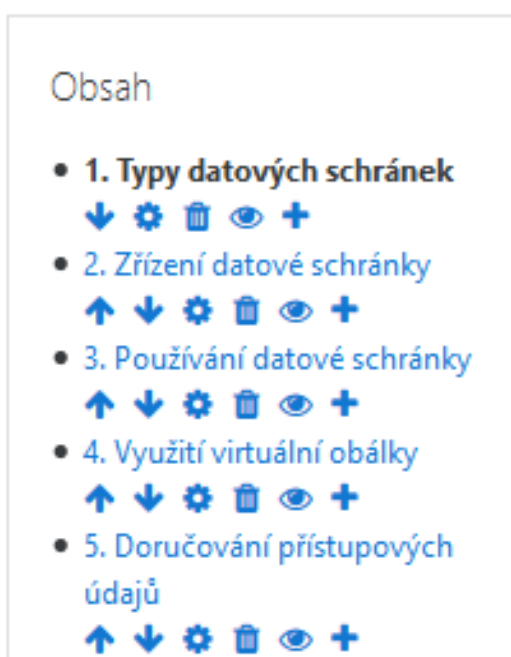 Obsah
1. Typy datových schránek
2. Zřízení datové schránky
3. Používání datové schránky
4. Využití virtuální obálky
5. Doručování přístupových
údajů